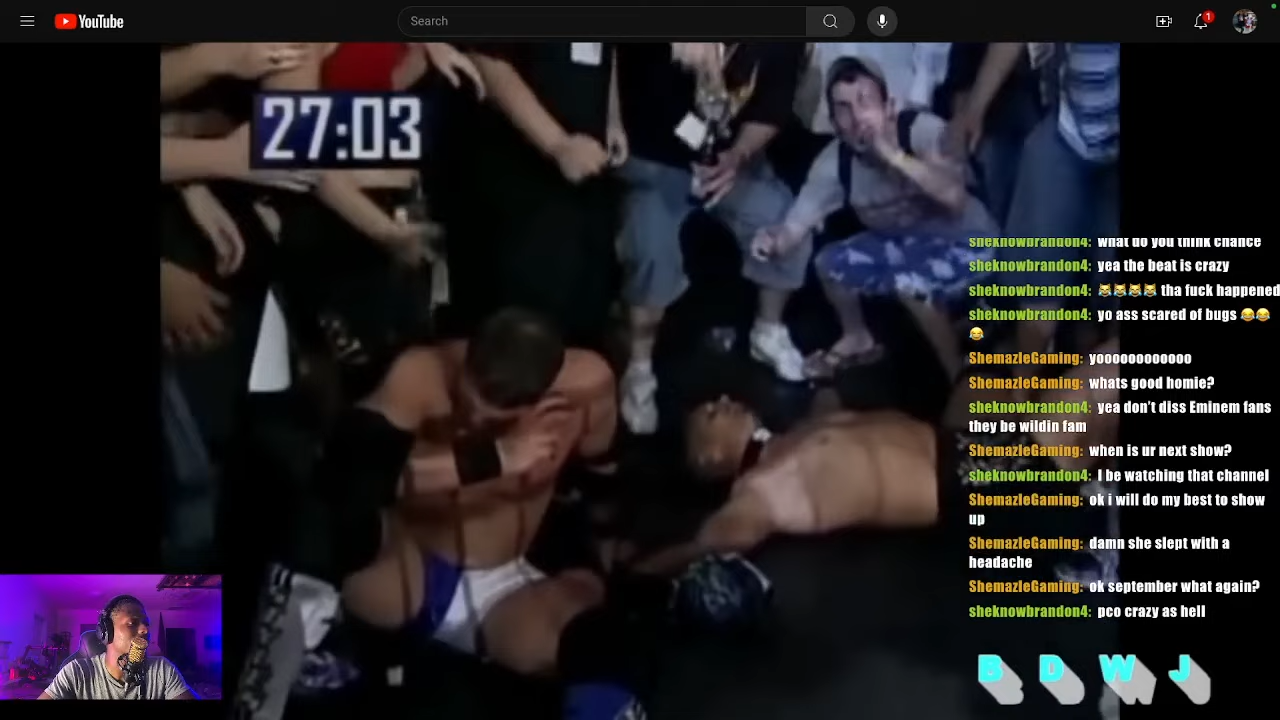 YouTube
Search
1
27:03
sheknowbrandon4: what do you think chance
sheknowbrandon4: yea the beat is crazy
sheknowbrandon4: 😹😹😹😹 tha fuck happened
sheknowbrandon4: yo ass scared of bugs 😂😂
😂
ShemazleGaming: yoooooooooooo
ShemazleGaming: whats good homie?
sheknowbrandon4: yea don't diss Eminem fans
they be wildin fam
ShemazleGaming: when is ur next show?
sheknowbrandon4: I be watching that channel
ShemazleGaming: ok i will do my best to show
up
ShemazleGaming: damn she slept with a
headache
ShemazleGaming: ok september what again?
sheknowbrandon4: pco crazy as hell
B D W J